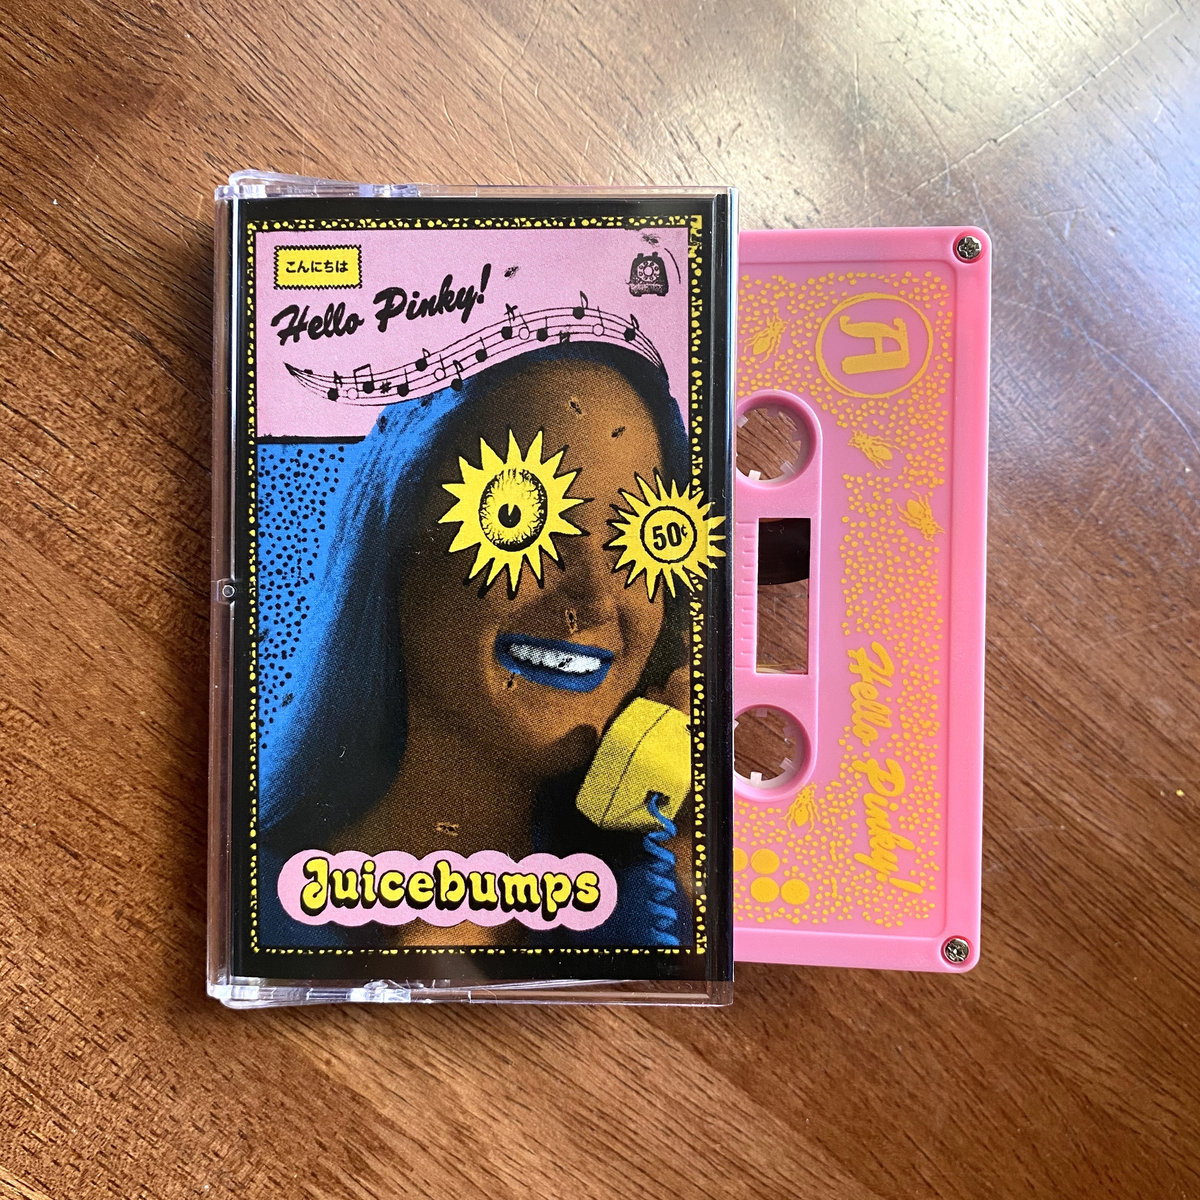 こんにちは
Hello Pinky!
50¢
Juicebumps
A
Hello Pinky!